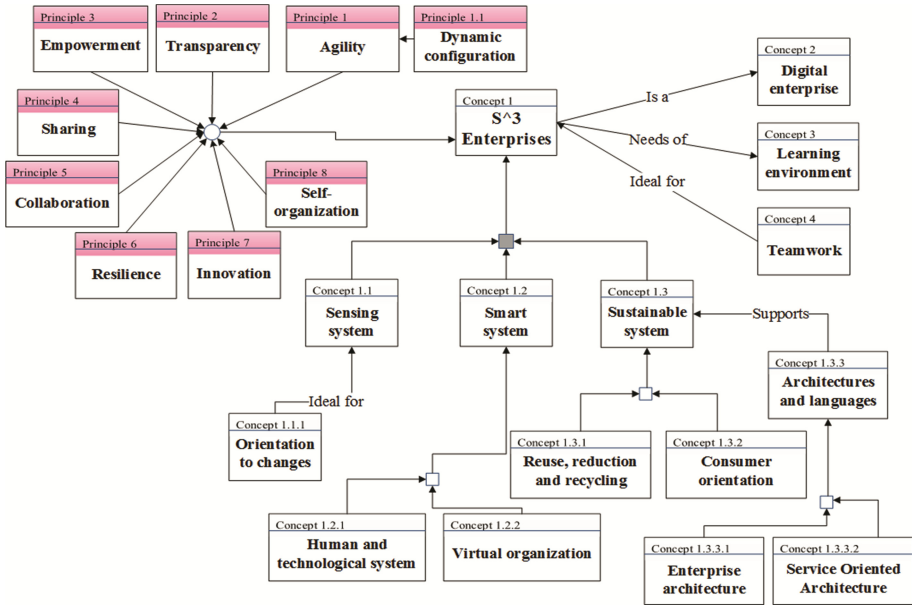 Principle 3
Empowerment
Principle 2
Transparency
Principle 1
Agility
Principle 1.1
Dynamic
configuration
Principle 4
Sharing
Principle 5
Collaboration
Principle 6
Resilience
Principle 7
Innovation
Principle 8
Self-
organization
Concept 1
S^3
Enterprises
Is a
Needs of
Ideal for
Concept 2
Digital
enterprise
Concept 3
Learning
environment
Concept 4
Teamwork
Concept 1.1
Sensing
system
Concept 1.2
Smart
system
Concept 1.3
Sustainable
system
Supports
Concept 1.3.3
Architectures
and languages
Ideal for
Concept 1.1.1
Orientation
to changes
Concept 1.3.1
Reuse, reduction
and recycling
Concept 1.3.2
Consumer
orientation
Concept 1.2.1
Human and
technological system
Concept 1.2.2
Virtual organization
Concept 1.3.3.1
Enterprise
architecture
Concept 1.3.3.2
Service Oriented
Architecture